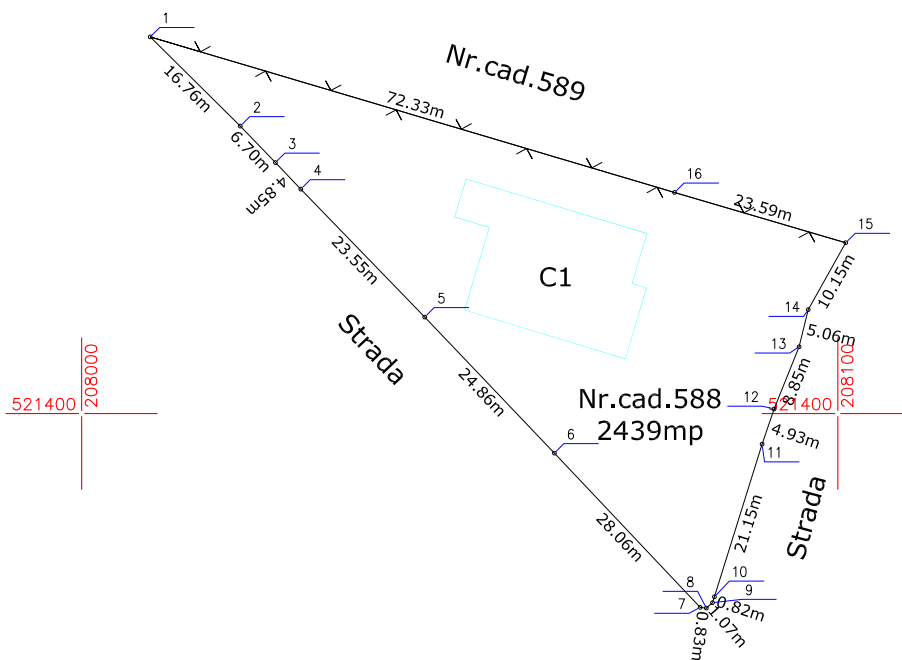 1
Nr.cad.589
16.76m
72.33m
2
6.70m
3
4
4.85m
16
23.59m
15
23.55m
C1
10.15m
14
5
5.06m
Strada
13
208000
208100
8.85m
24.86m
Nr.cad.588
12
521400
521400
2439mp
4.93m
6
11
21.15m
Strada
28.06m
8
10
9
7
0.82m
1.07m
0.83m